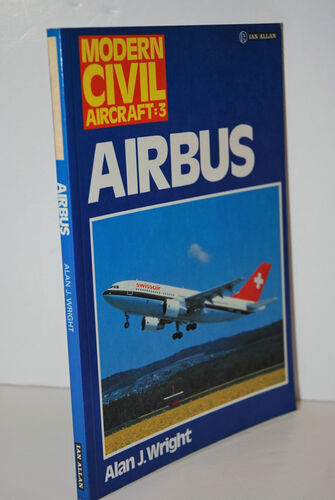 MODERN
CIVIL
AIRCRAFT:3
IAN ALLAN
AIRBUS
swissair
Alan J. Wright
AIRBUS
ALAN J. WRIGHT
IAN ALLAN